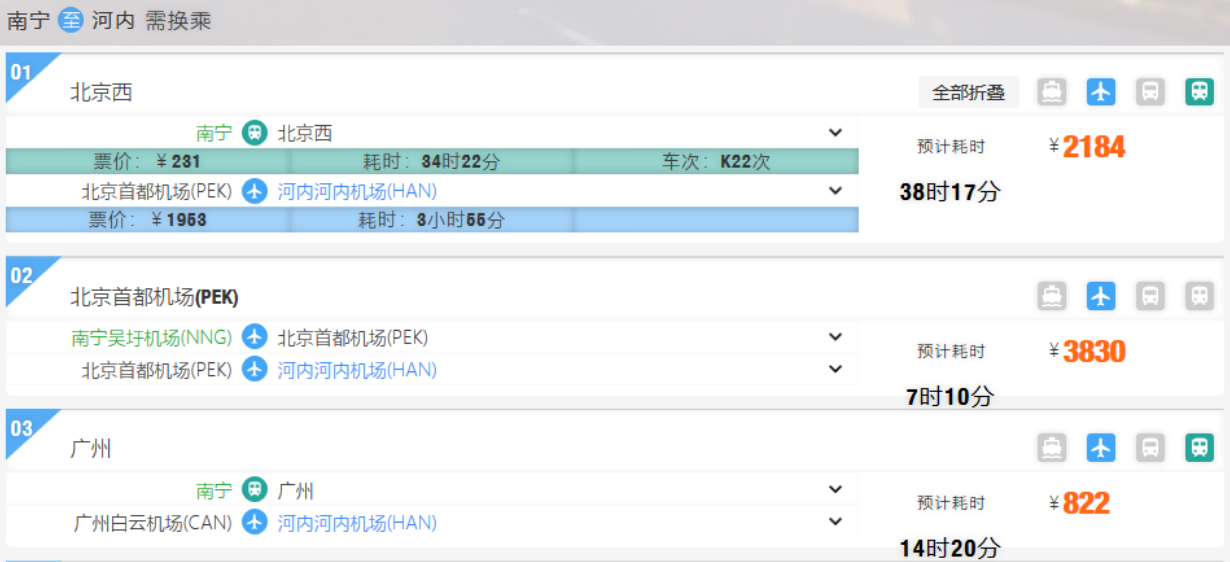 南宁 至 河内 需换乘
01
北京西 全部折叠
南宁 北京西
票价：￥231 耗时：34时22分 车次：K22次
北京首都机场(PEK) 河内河内机场(HAN)
票价：￥1953 耗时：3小时55分
预计耗时 ￥2184
38时17分
02
北京首都机场(PEK)
南宁吴圩机场(NNG) 北京首都机场(PEK)
北京首都机场(PEK) 河内河内机场(HAN)
预计耗时 ￥3830
7时10分
03
广州
南宁 广州
广州白云机场(CAN) 河内河内机场(HAN)
预计耗时 ￥822
14时20分